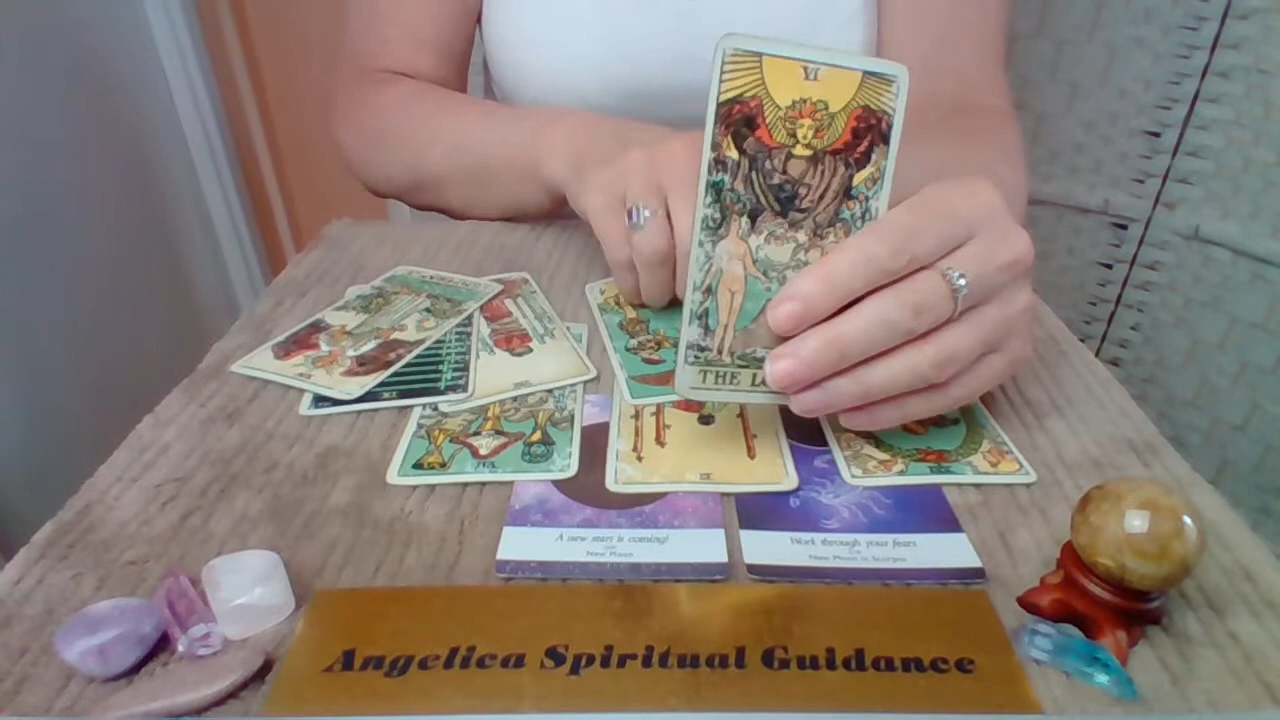 VI
THE LO
A new start is coming!
New Moon
Work through your fears
New Moon in Scorpio
Angelica Spiritual Guidance